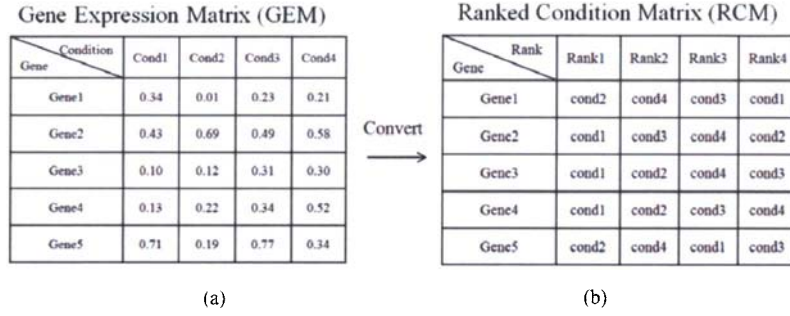 Gene Expression Matrix (GEM)
Condition Gene Cond1 Cond2 Cond3 Cond4
Gene1 0.34 0.01 0.23 0.21
Gene2 0.43 0.69 0.49 0.58
Gene3 0.10 0.12 0.31 0.30
Gene4 0.13 0.22 0.34 0.52
Gene5 0.71 0.19 0.77 0.34
(a)
Convert
Ranked Condition Matrix (RCM)
Rank Gene Rank1 Rank2 Rank3 Rank4
Gene1 cond2 cond4 cond3 cond1
Gene2 cond1 cond3 cond4 cond2
Gene3 cond1 cond2 cond4 cond3
Gene4 cond1 cond2 cond3 cond4
Gene5 cond2 cond4 cond1 cond3
(b)